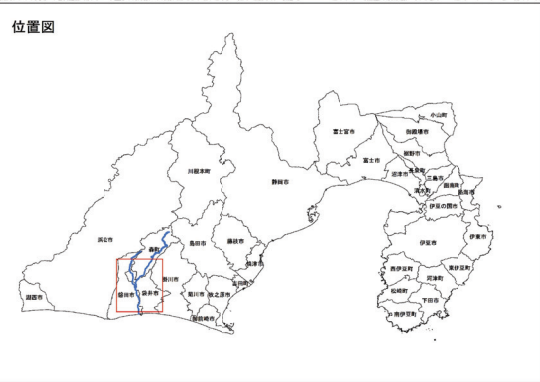 位置図
小山町
富士宮市
御殿場市
裾野市
富士市
長泉町
沼津市
三島市
清水町
函南町
熱海市
川根本町
静岡市
伊豆の国市
浜松市
森町
島田市
藤枝市
伊豆市
伊東市
焼津市
西伊豆町
東伊豆町
掛川市
吉田町
河津町
湖西市
磐田市
袋井市
菊川市
牧之原市
松崎町
下田市
御前崎市
南伊豆町